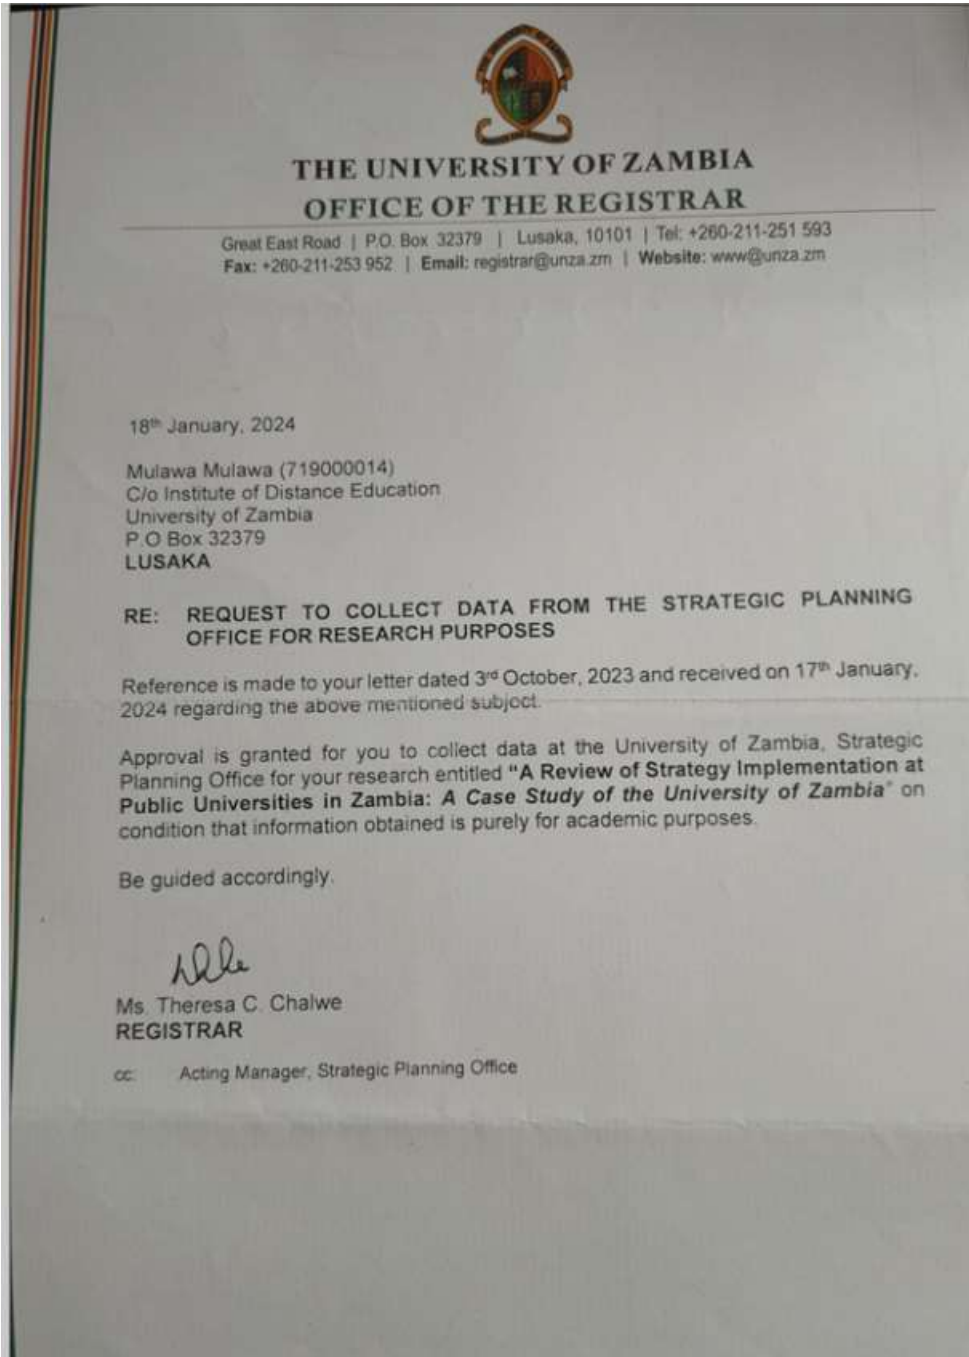 THE UNIVERSITY OF ZAMBIA
OFFICE OF THE REGISTRAR
Great East Road | P.O. Box 32379 | Lusaka, 10101 | Tel: +260-211-251 593
Fax: +260-211-253 952 | Email: registrar@unza.zm | Website: www@unza.zm
18th January, 2024
Mulawa Mulawa (719000014)
C/o Institute of Distance Education
University of Zambia
P.O Box 32379
LUSAKA
RE: REQUEST TO COLLECT DATA FROM THE STRATEGIC PLANNING
OFFICE FOR RESEARCH PURPOSES
Reference is made to your letter dated 3rd October, 2023 and received on 17th January,
2024 regarding the above mentioned subject.
Approval is granted for you to collect data at the University of Zambia, Strategic
Planning Office for your research entitled “A Review of Strategy Implementation at
Public Universities in Zambia: A Case Study of the University of Zambia” on
condition that information obtained is purely for academic purposes.
Be guided accordingly.
Ms. Theresa C. Chalwe
REGISTRAR
cc: Acting Manager, Strategic Planning Office